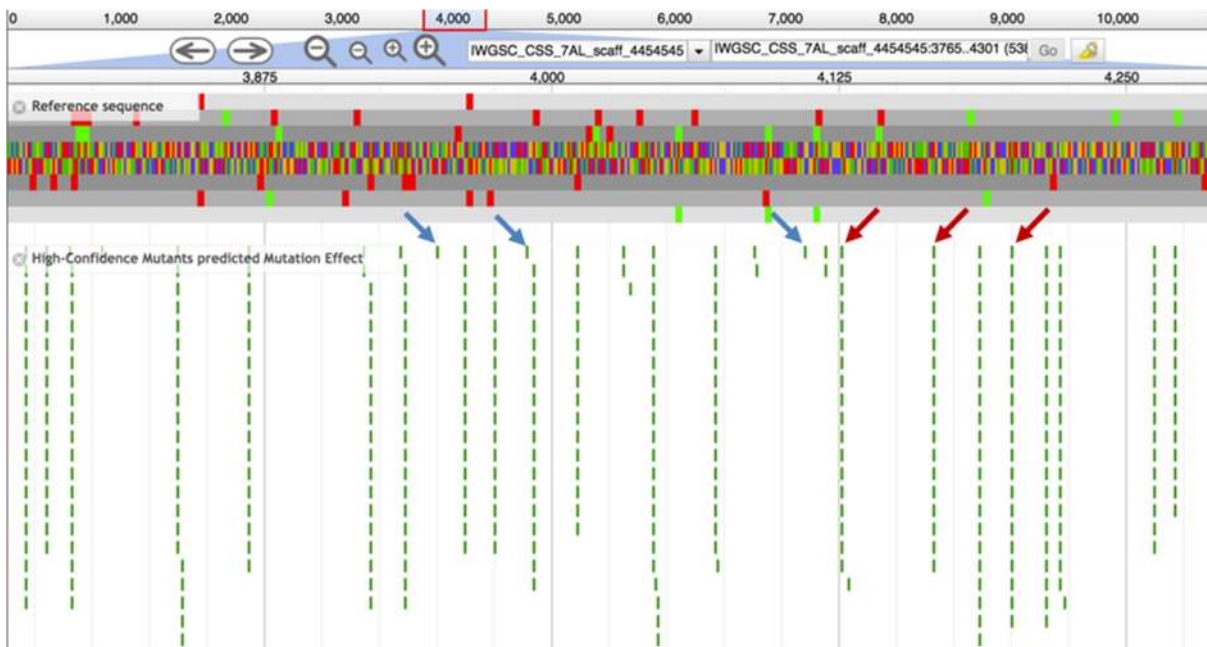 0 1,000 2,000 3,000 4,000 5,000 6,000 7,000 8,000 9,000 10,000
IWGSC_CSS_7AL_scaff_4454545 IWGSC_CSS_7AL_scaff_4454545:3765..4301 (53 Go
3,875 4,000 4,125 4,250
Reference sequence
High-Confidence Mutants predicted Mutation Effect